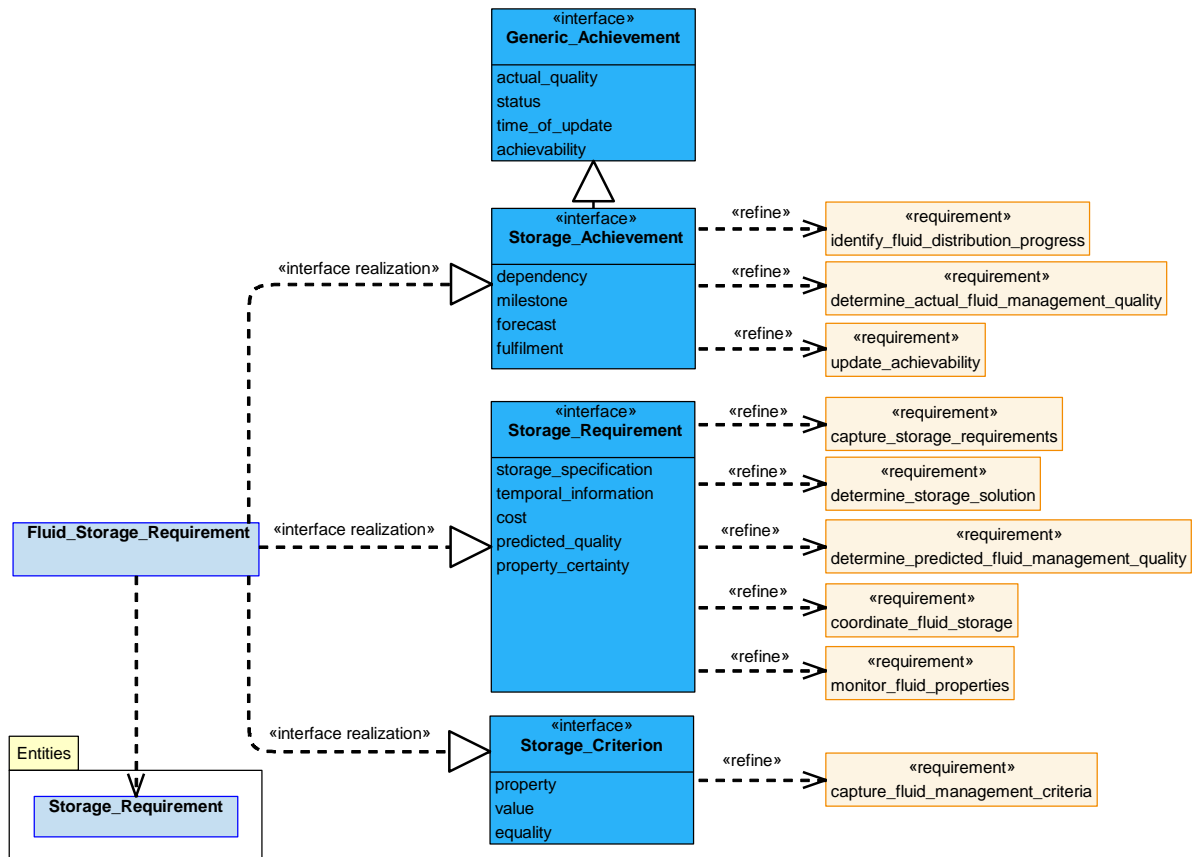 «interface»
Generic_Achievement
actual_quality
status
time_of_update
achievability
«interface»
Storage_Achievement
dependency
milestone
forecast
fulfilment
«refine»
«requirement»
identify_fluid_distribution_progress
«refine»
«requirement»
determine_actual_fluid_management_quality
«refine»
«requirement»
update_achievability
«interface realization»
«interface»
Storage_Requirement
storage_specification
temporal_information
cost
predicted_quality
property_certainty
«refine»
«requirement»
capture_storage_requirements
«refine»
«requirement»
determine_storage_solution
«refine»
«requirement»
determine_predicted_fluid_management_quality
«refine»
«requirement»
coordinate_fluid_storage
«refine»
«requirement»
monitor_fluid_properties
Fluid_Storage_Requirement
«interface realization»
«interface realization»
«interface»
Storage_Criterion
property
value
equality
«refine»
«requirement»
capture_fluid_management_criteria
Entities
Storage_Requirement